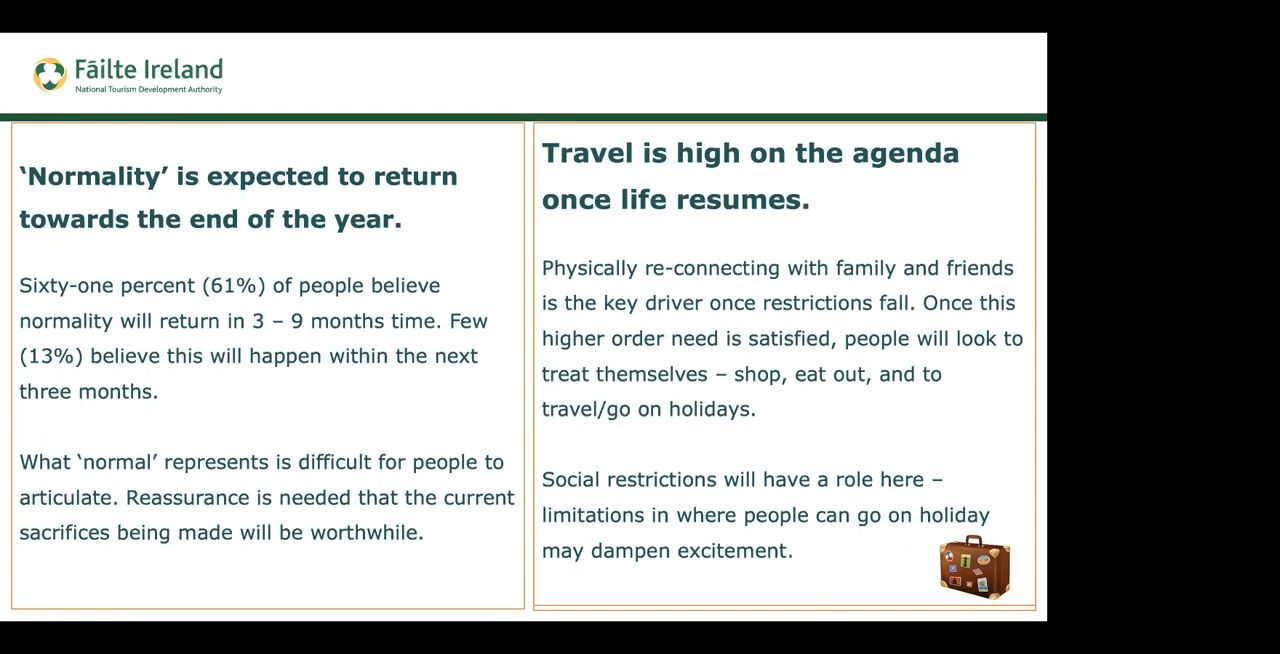 Fáilte Ireland
National Tourism Development Authority
‘Normality’ is expected to return
towards the end of the year.
Sixty-one percent (61%) of people believe
normality will return in 3 – 9 months time. Few
(13%) believe this will happen within the next
three months.
What ‘normal’ represents is difficult for people to
articulate. Reassurance is needed that the current
sacrifices being made will be worthwhile.
Travel is high on the agenda
once life resumes.
Physically re-connecting with family and friends
is the key driver once restrictions fall. Once this
higher order need is satisfied, people will look to
treat themselves – shop, eat out, and to
travel/go on holidays.
Social restrictions will have a role here –
limitations in where people can go on holiday
may dampen excitement.